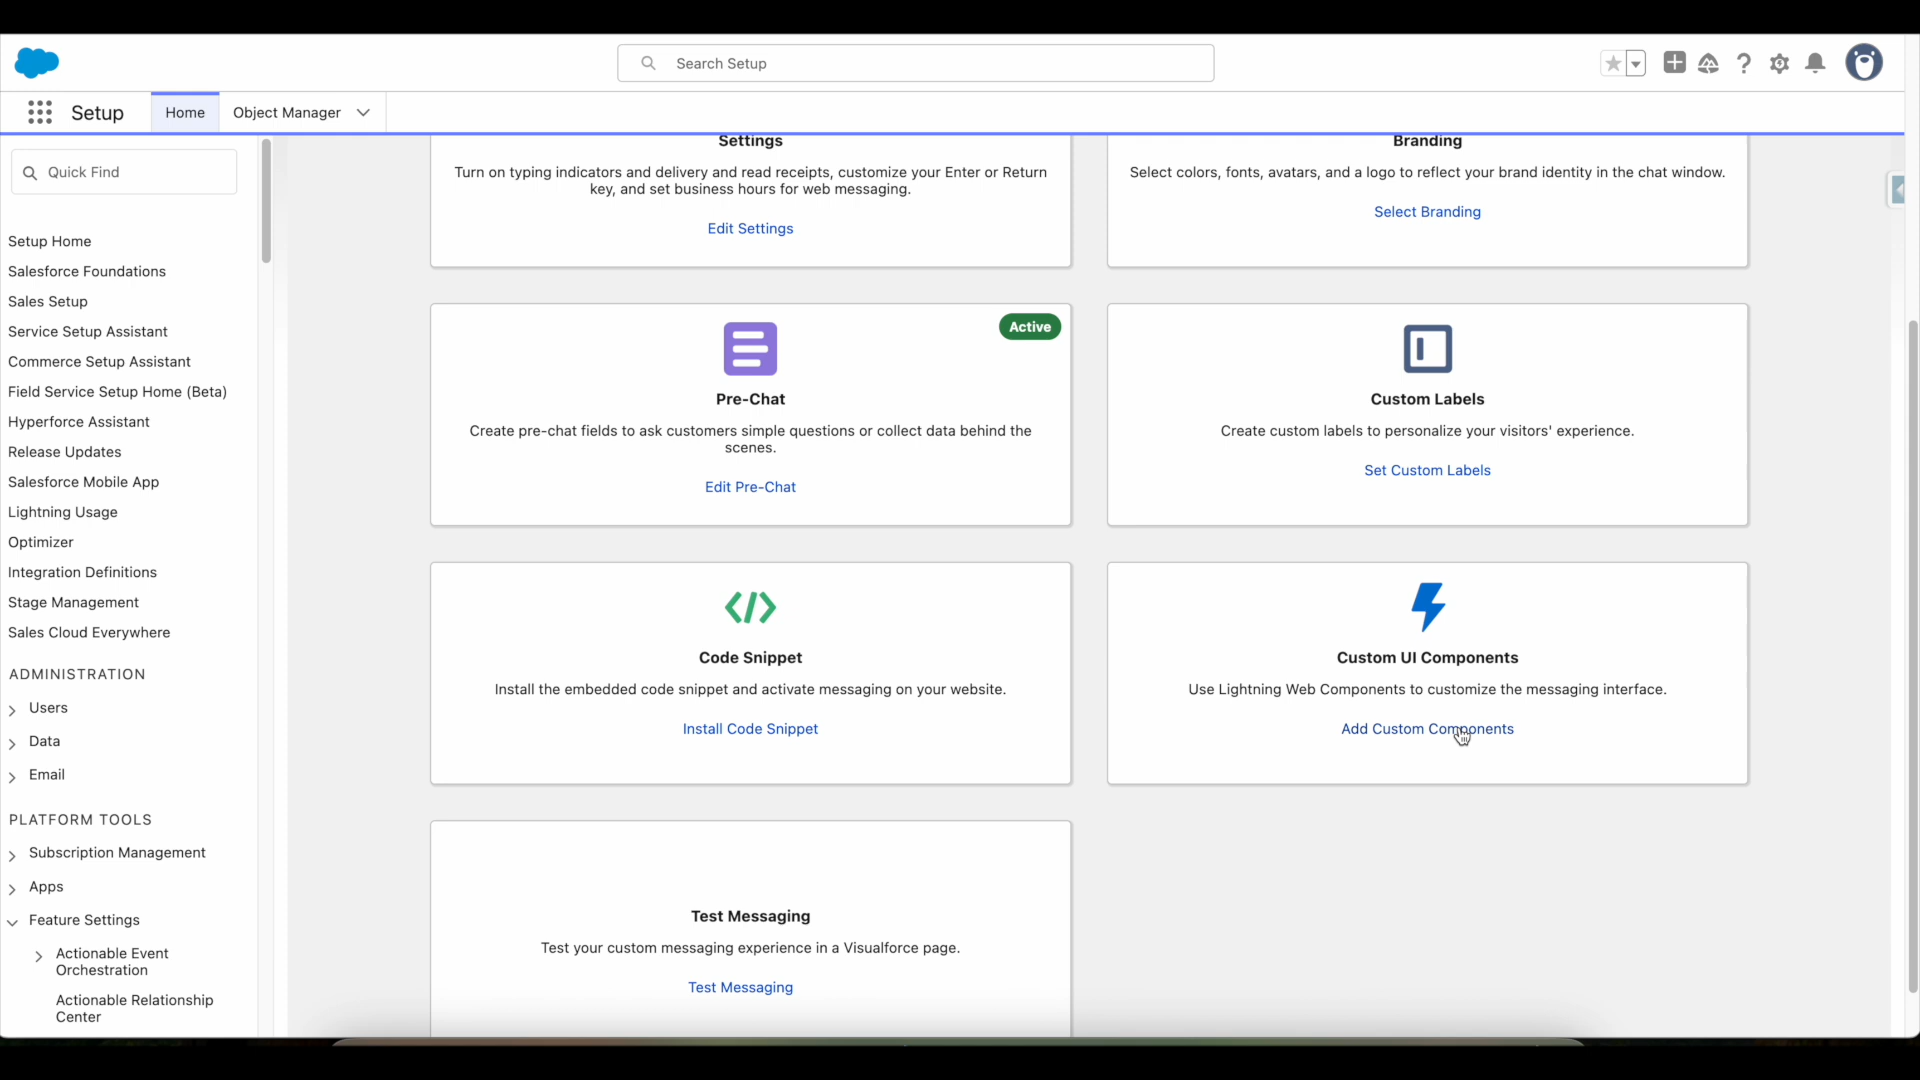 Search Setup
Setup
Home
Object Manager
Quick Find
Setup Home
Salesforce Foundations
Sales Setup
Service Setup Assistant
Commerce Setup Assistant
Field Service Setup Home (Beta)
Hyperforce Assistant
Release Updates
Salesforce Mobile App
Lightning Usage
Optimizer
Integration Definitions
Stage Management
Sales Cloud Everywhere
ADMINISTRATION
Users
Data
Email
PLATFORM TOOLS
Subscription Management
Apps
Feature Settings
Actionable Event
Orchestration
Actionable Relationship
Center
Settings
Turn on typing indicators and delivery and read receipts, customize your Enter or Return
key, and set business hours for web messaging.
Edit Settings
Branding
Select colors, fonts, avatars, and a logo to reflect your brand identity in the chat window.
Select Branding
Active
Pre-Chat
Create pre-chat fields to ask customers simple questions or collect data behind the
scenes.
Edit Pre-Chat
Custom Labels
Create custom labels to personalize your visitors' experience.
Set Custom Labels
Code Snippet
Install the embedded code snippet and activate messaging on your website.
Install Code Snippet
Custom UI Components
Use Lightning Web Components to customize the messaging interface.
Add Custom Components
Test Messaging
Test your custom messaging experience in a Visualforce page.
Test Messaging